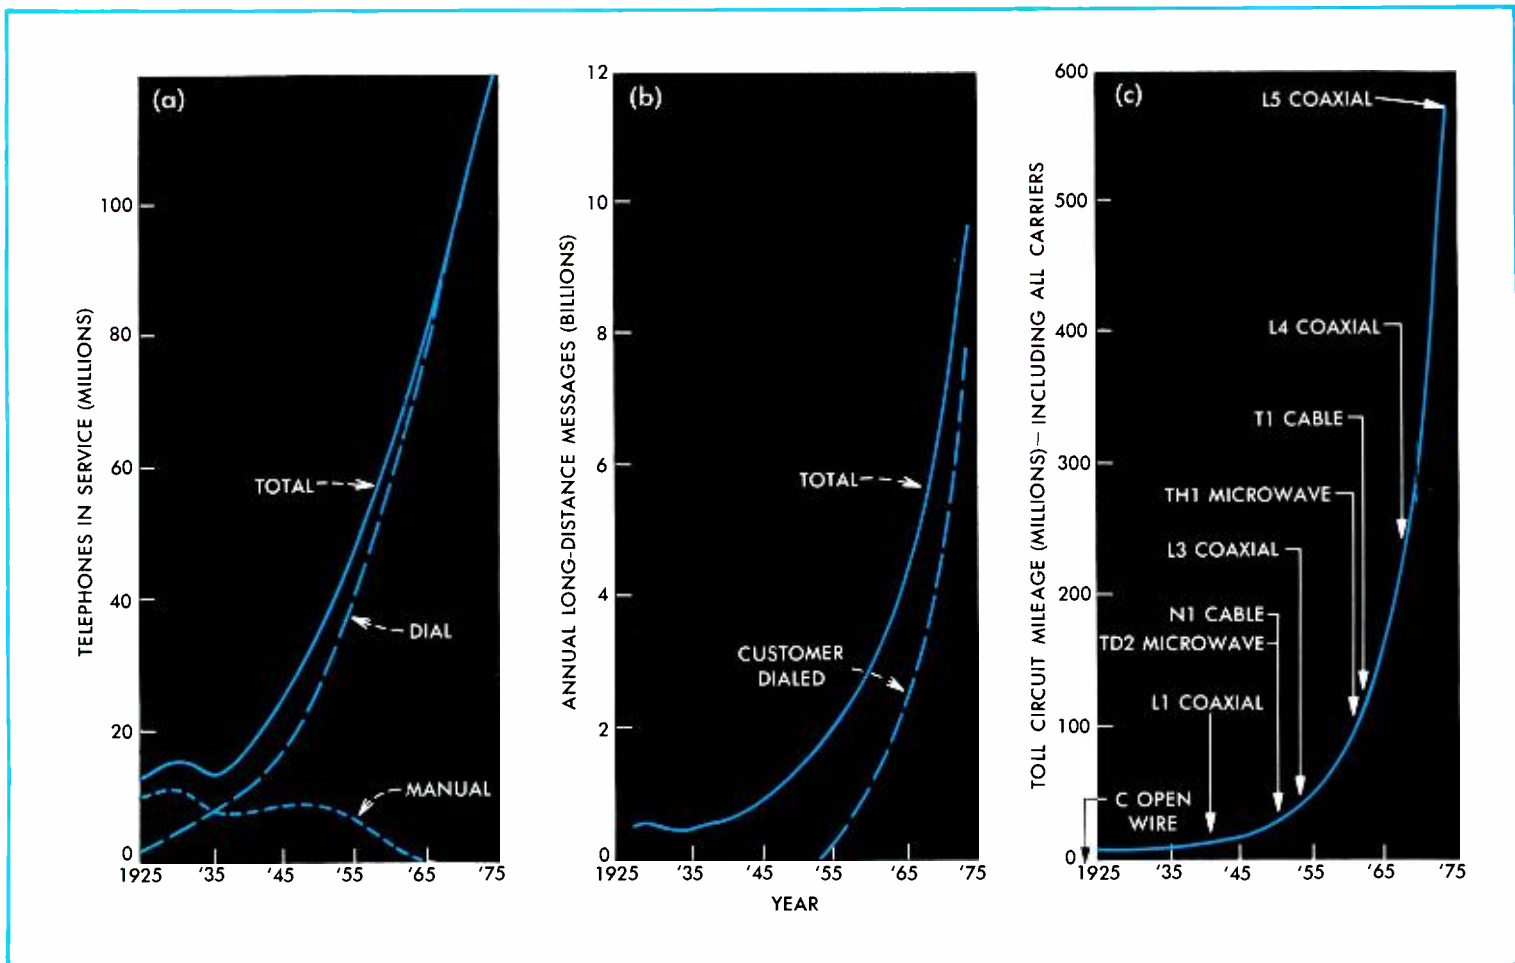 (a)
TELEPHONES IN SERVICE (MILLIONS)
100
80
60
40
20
0
TOTAL
DIAL
MANUAL
1925 '35 '45 '55 '65 '75
(b)
ANNUAL LONG-DISTANCE MESSAGES (BILLIONS)
12
10
8
6
4
2
0
TOTAL
CUSTOMER
DIALED
1925 '35 '45 '55 '65 '75
YEAR
(c)
TOLL CIRCUIT MILEAGE (MILLIONS)—INCLUDING ALL CARRIERS
600
500
400
300
200
100
0
L5 COAXIAL
L4 COAXIAL
T1 CABLE
TH1 MICROWAVE
L3 COAXIAL
N1 CABLE
TD2 MICROWAVE
L1 COAXIAL
C OPEN
WIRE
1925 '35 '45 '55 '65 '75